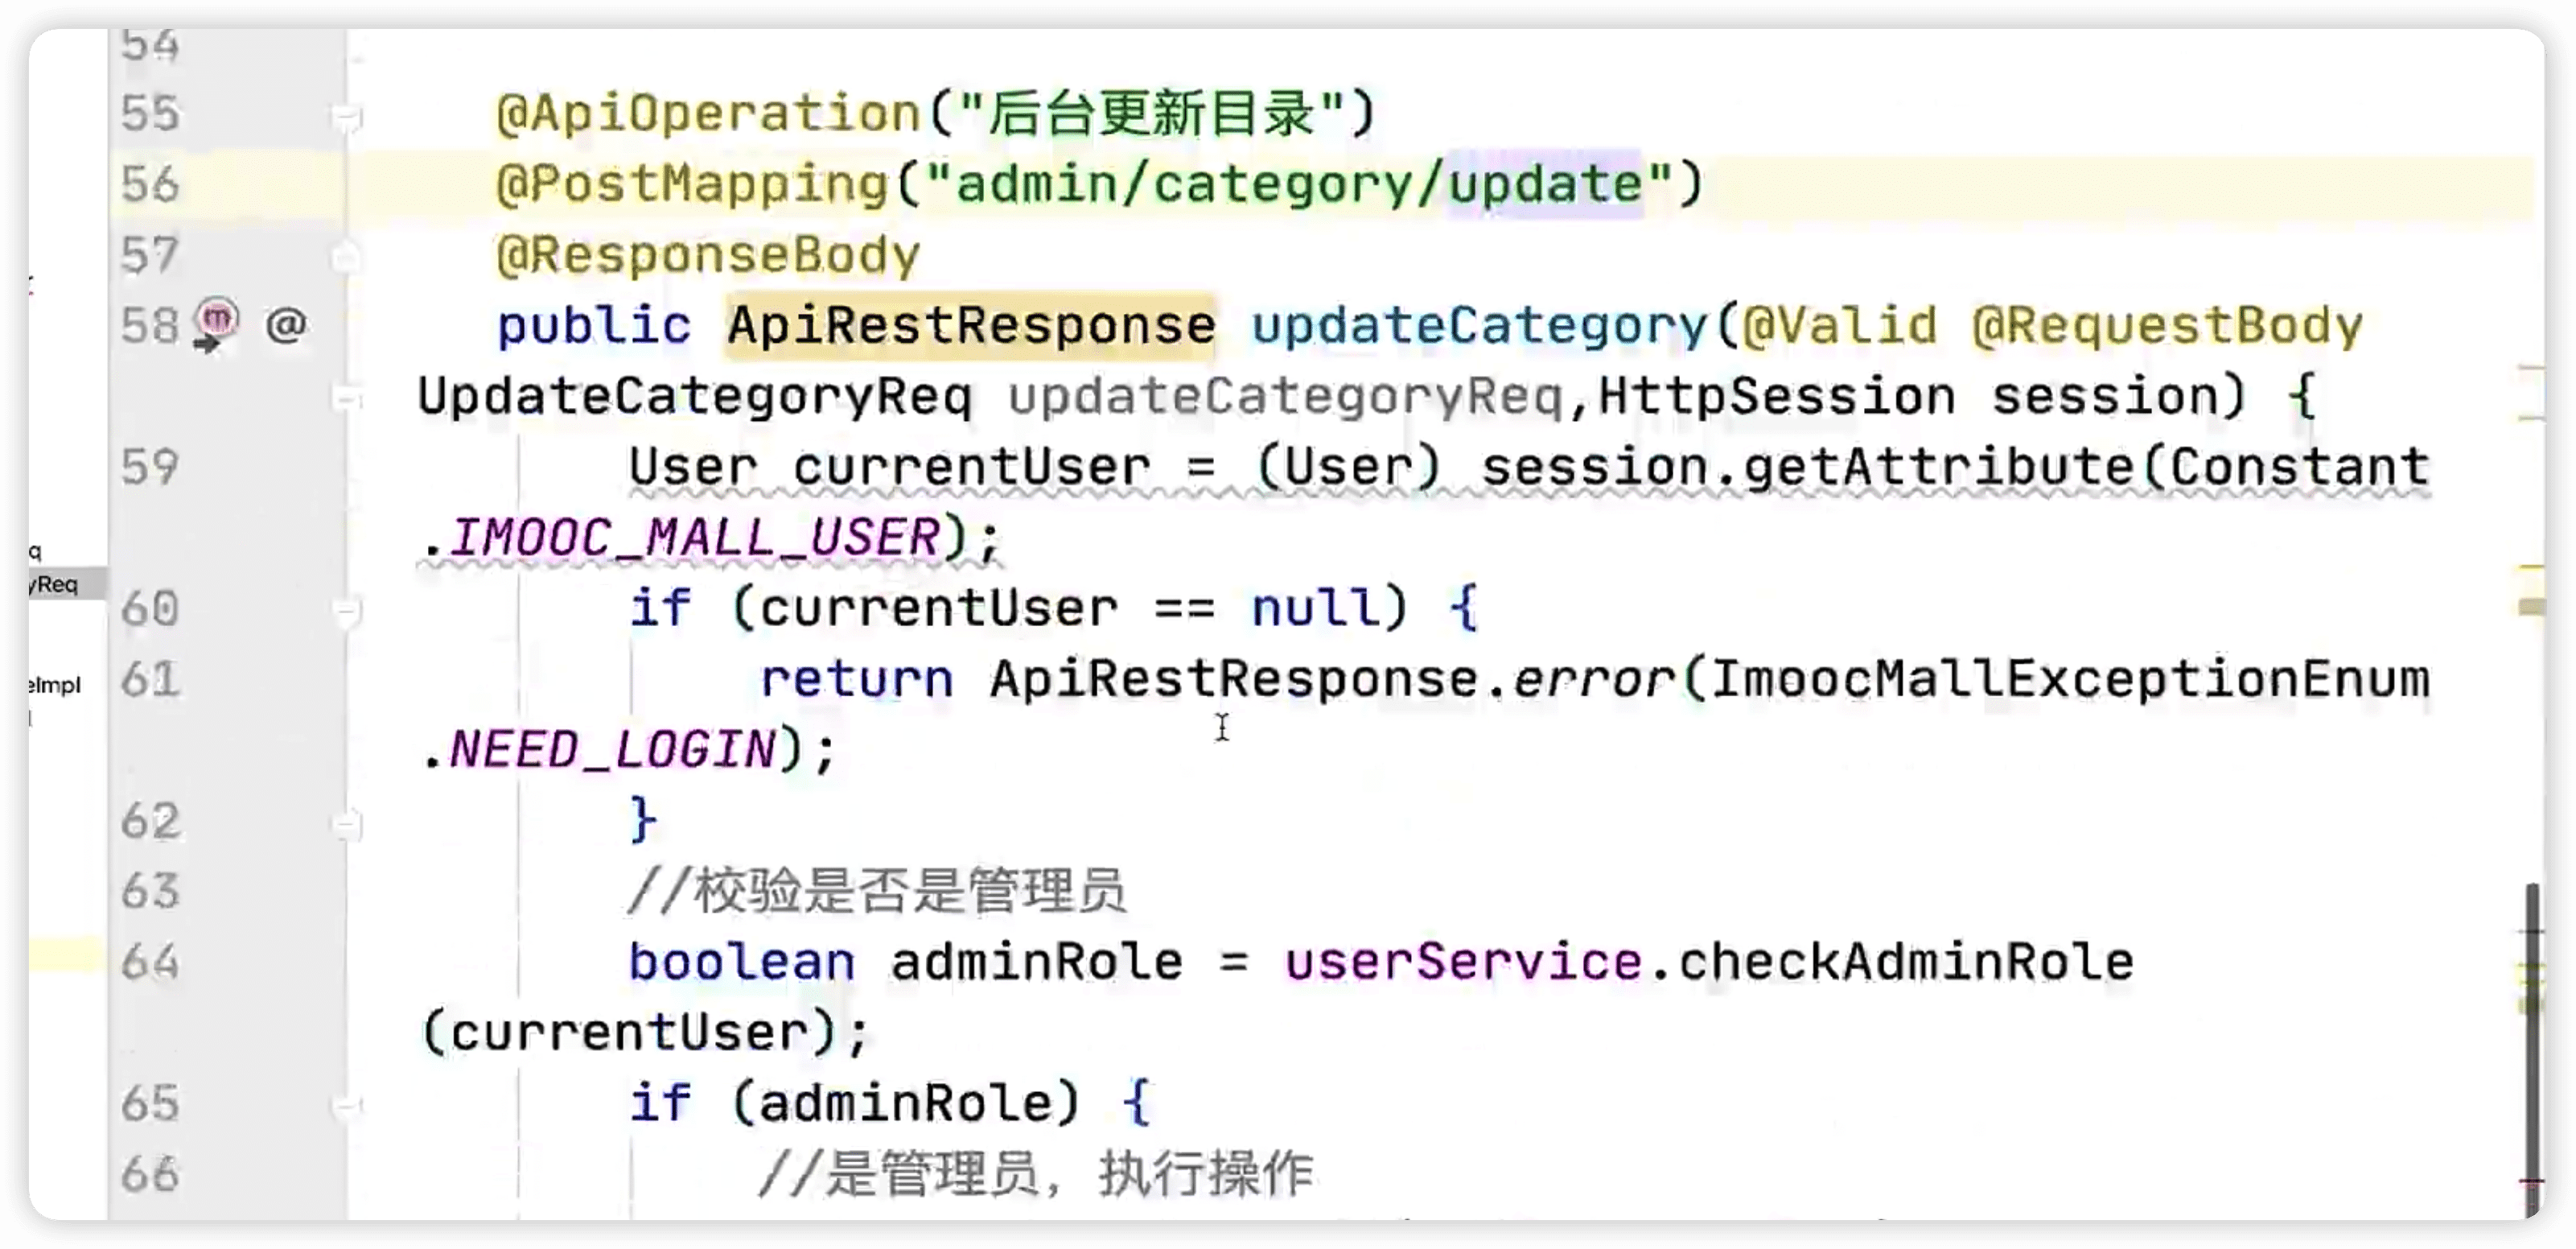 54
55 @ApiOperation("后台更新目录")
56 @PostMapping("admin/category/update")
57 @ResponseBody
58 @ public ApiRestResponse updateCategory(@Valid @RequestBody
UpdateCategoryReq updateCategoryReq,HttpSession session) {
59 User currentUser = (User) session.getAttribute(Constant
.IMOOC_MALL_USER);
q
yReq
60 if (currentUser == null) {
eImpl
61 return ApiRestResponse.error(ImoocMallExceptionEnum
.NEED_LOGIN);
62 }
63 //校验是否是管理员
64 boolean adminRole = userService.checkAdminRole
(currentUser);
65 if (adminRole) {
66 //是管理员，执行操作